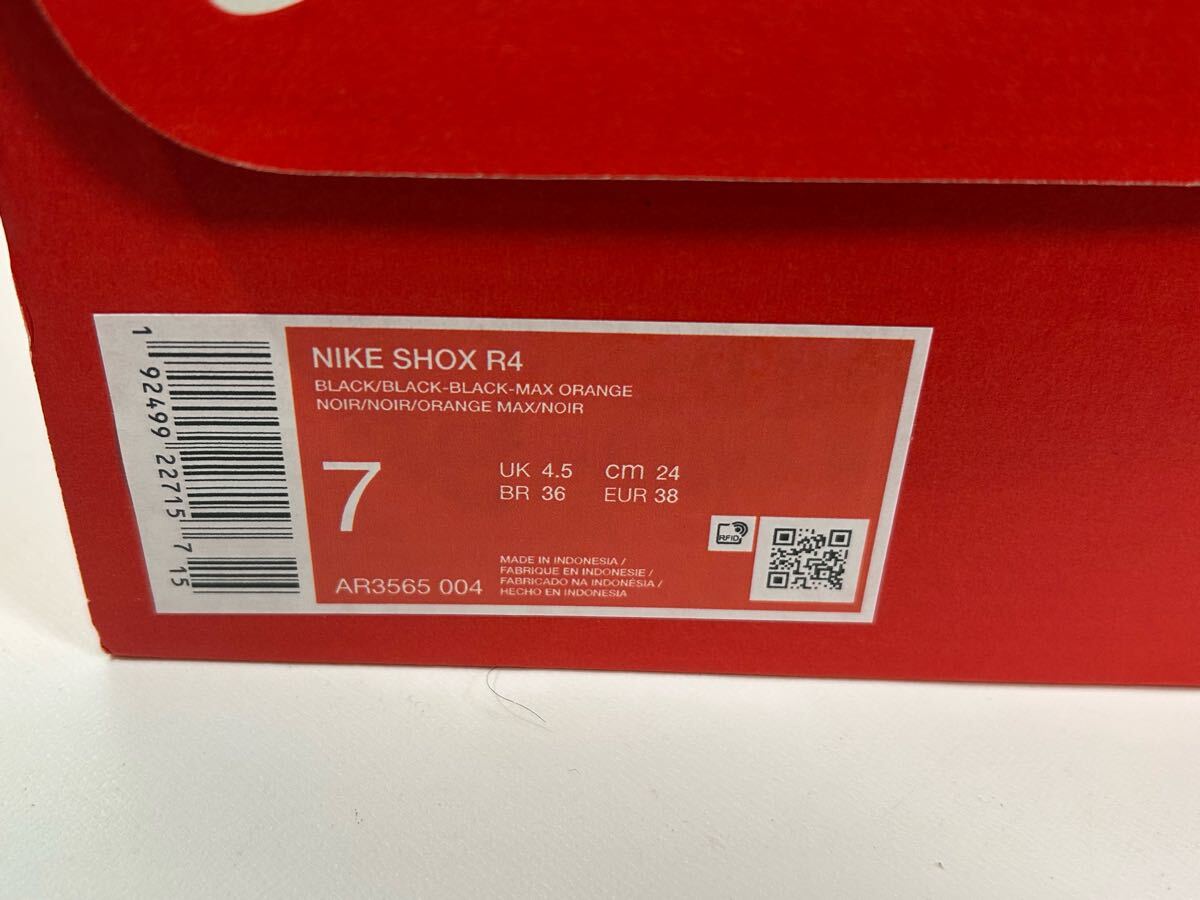 NIKE SHOX R4
BLACK/BLACK-BLACK-MAX ORANGE
NOIR/NOIR/ORANGE MAX/NOIR
7
UK 4.5 cm 24
BR 36 EUR 38
RFID
AR3565 004
MADE IN INDONESIA /
FABRIQUE EN INDONESIE /
FABRICADO NA INDONÉSIA /
HECHO EN INDONESIA
1 92499 22715 7 15